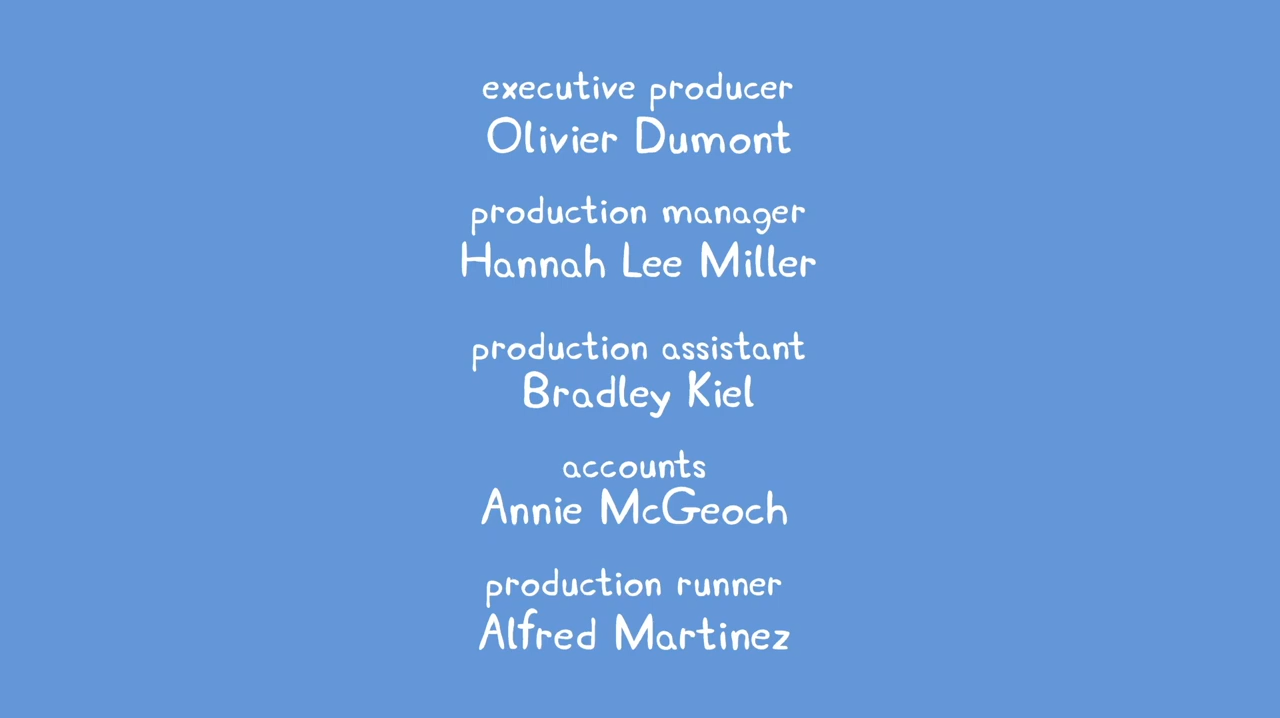 executive producer
Olivier Dumont
production manager
Hannah Lee Miller
production assistant
Bradley Kiel
accounts
Annie McGeoch
production runner
Alfred Martinez